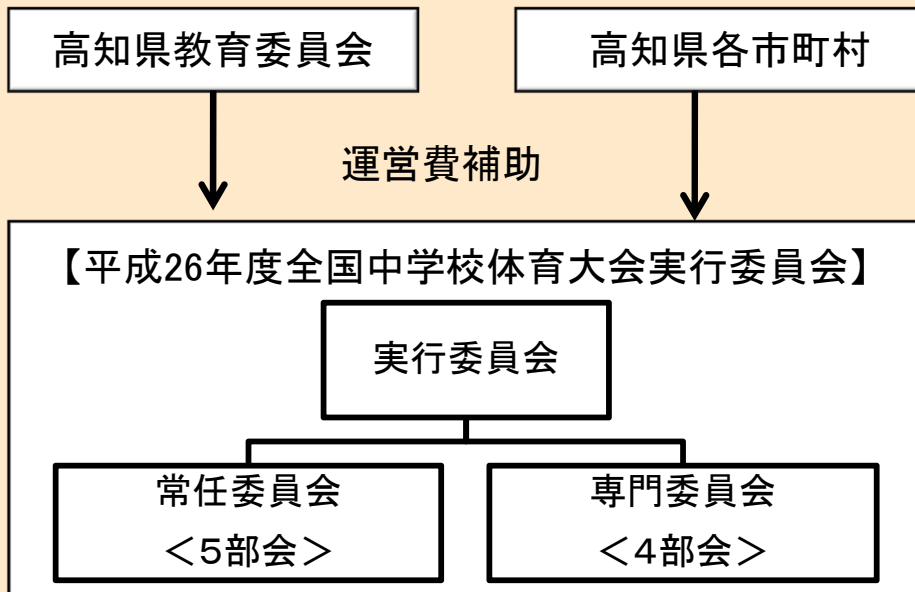 高知県教育委員会
高知県各市町村
運営費補助
【平成26年度全国中学校体育大会実行委員会】
実行委員会
常任委員会
＜５部会＞
専門委員会
＜４部会＞